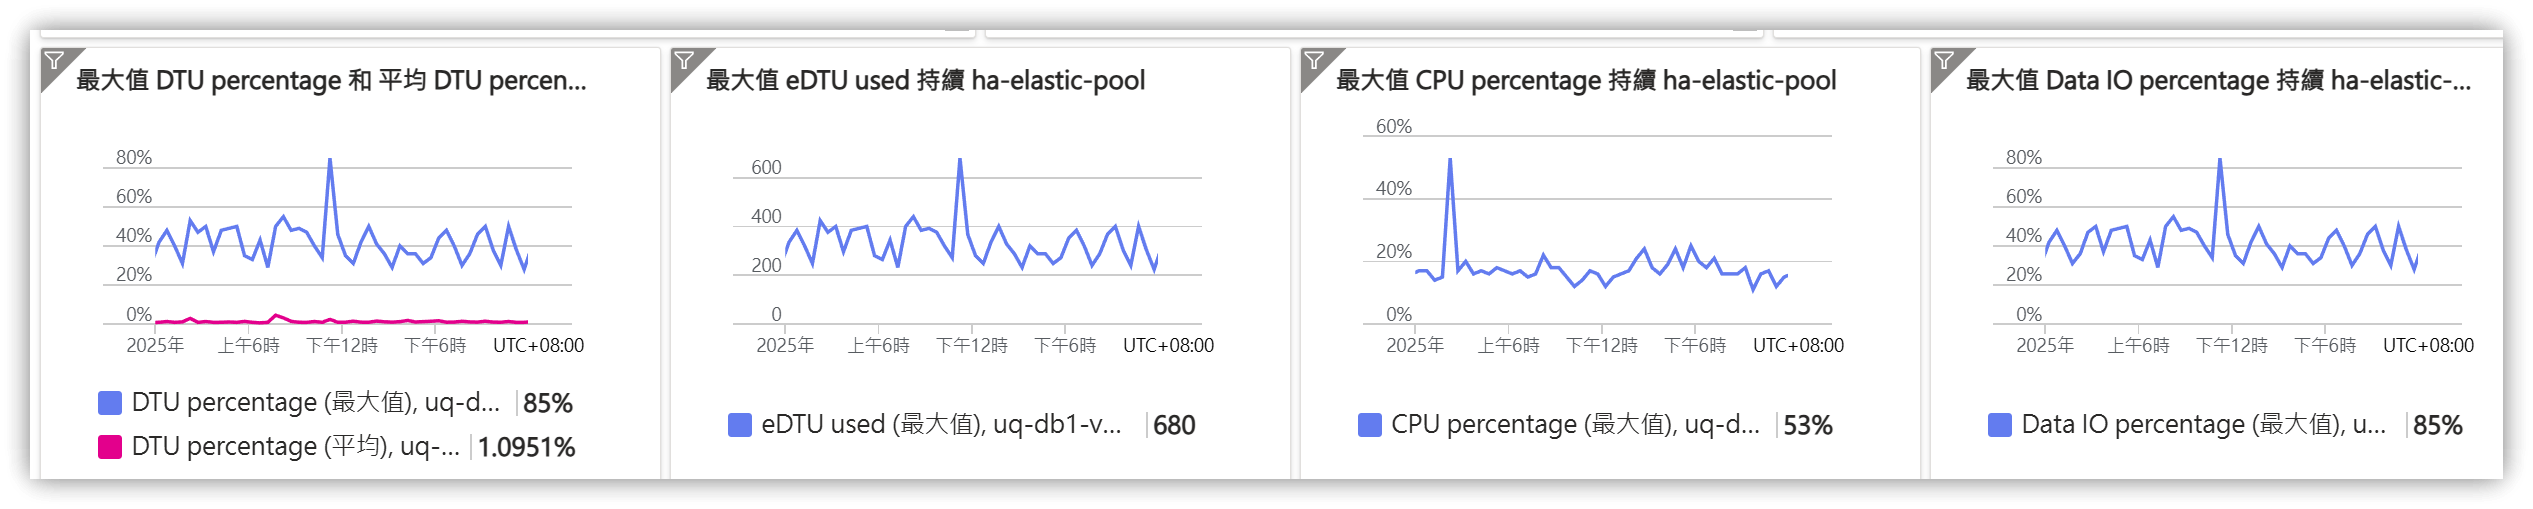 最大值 DTU percentage 和 平均 DTU percen...
80%
60%
40%
20%
0%
2025年 上午6時 下午12時 下午6時 UTC+08:00
DTU percentage (最大值), uq-d... 85%
DTU percentage (平均), uq-... 1.0951%
最大值 eDTU used 持續 ha-elastic-pool
600
400
200
0
2025年 上午6時 下午12時 下午6時 UTC+08:00
eDTU used (最大值), uq-db1-v... 680
最大值 CPU percentage 持續 ha-elastic-pool
60%
40%
20%
0%
2025年 上午6時 下午12時 下午6時 UTC+08:00
CPU percentage (最大值), uq-d... 53%
最大值 Data IO percentage 持續 ha-elastic-...
80%
60%
40%
20%
0%
2025年 上午6時 下午12時 下午6時 UTC+08:00
Data IO percentage (最大值), u... 85%